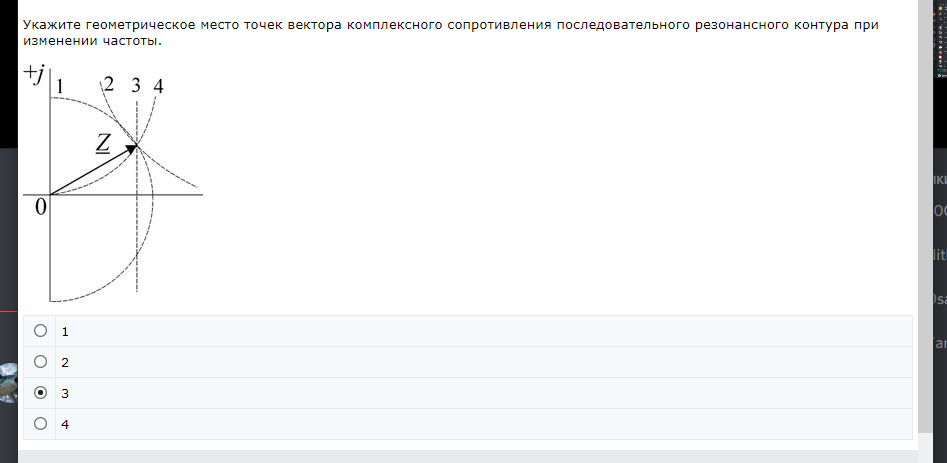 Укажите геометрическое место точек вектора комплексного сопротивления последовательного резонансного контура при
изменении частоты.
+j 1 2 3 4
Z
0
1
2
3
4